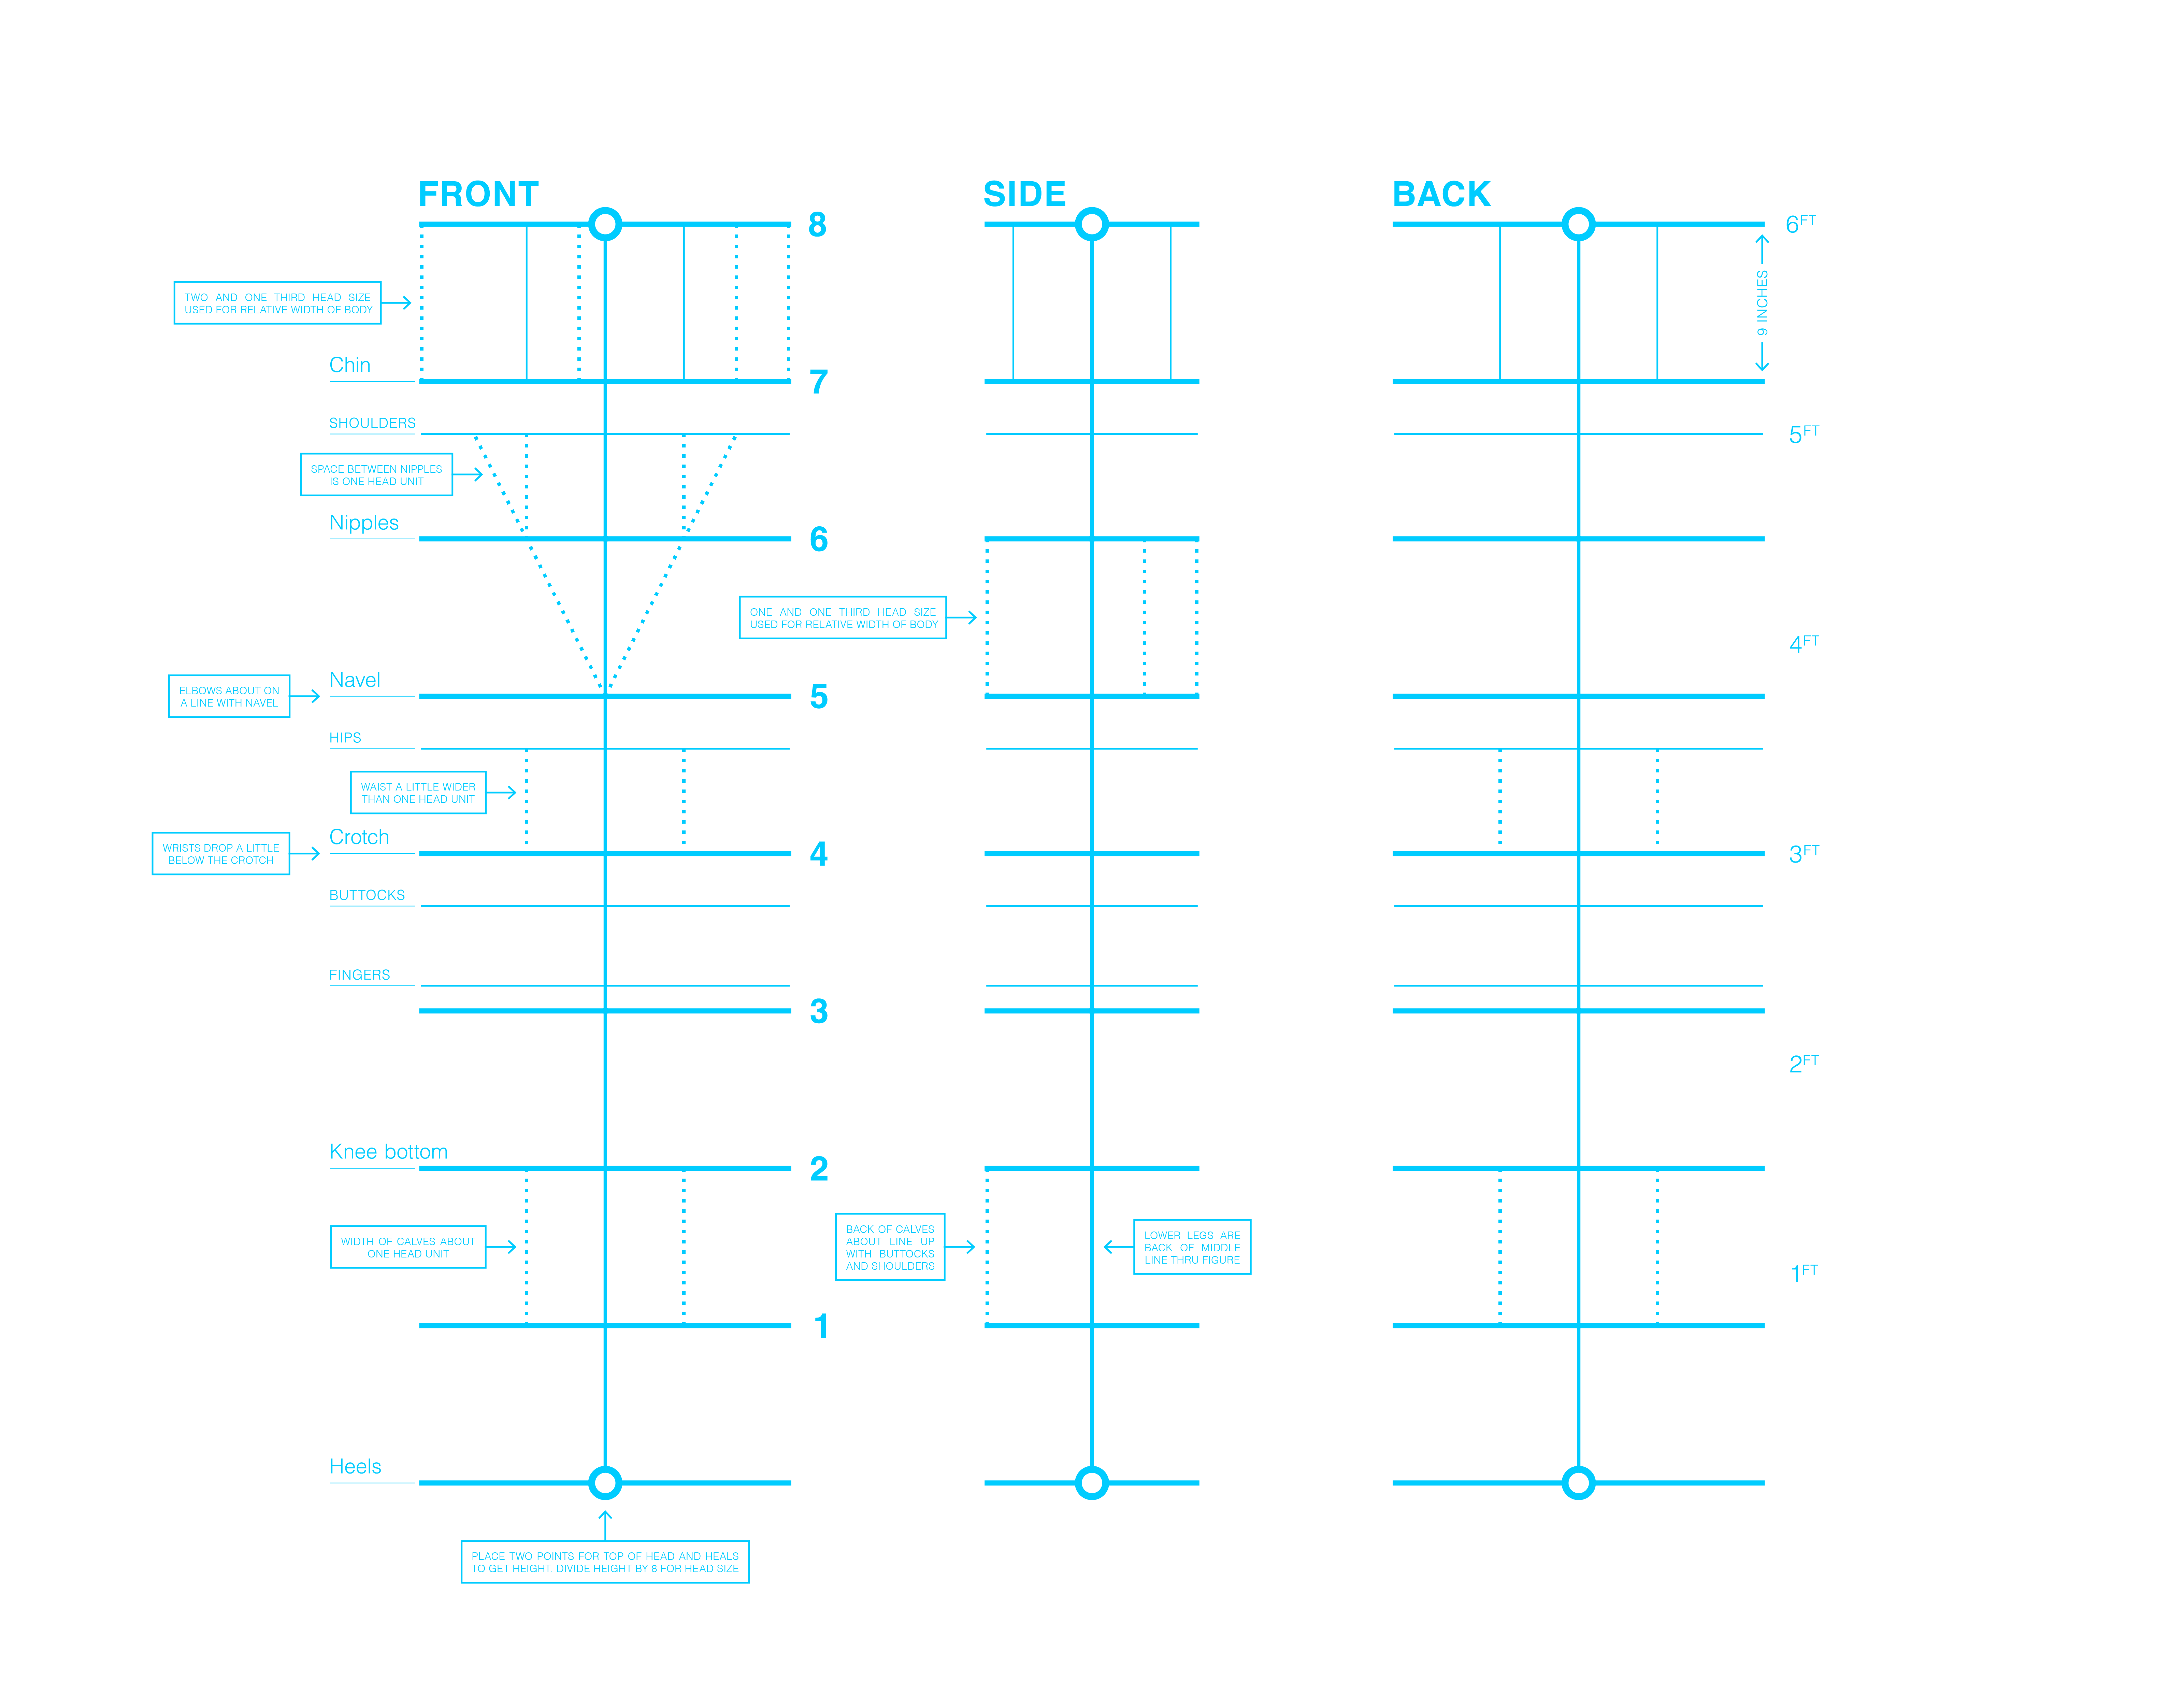 FRONT
SIDE
BACK
8
6FT
TWO AND ONE THIRD HEAD SIZE
USED FOR RELATIVE WIDTH OF BODY
9 INCHES
Chin
7
SHOULDERS
5FT
SPACE BETWEEN NIPPLES
IS ONE HEAD UNIT
Nipples
6
ONE AND ONE THIRD HEAD SIZE
USED FOR RELATIVE WIDTH OF BODY
4FT
ELBOWS ABOUT ON
A LINE WITH NAVEL
Navel
5
HIPS
WAIST A LITTLE WIDER
THAN ONE HEAD UNIT
WRISTS DROP A LITTLE
BELOW THE CROTCH
Crotch
4
3FT
BUTTOCKS
FINGERS
3
2FT
Knee bottom
2
WIDTH OF CALVES ABOUT
ONE HEAD UNIT
BACK OF CALVES
ABOUT LINE UP
WITH BUTTOCKS
AND SHOULDERS
LOWER LEGS ARE
BACK OF MIDDLE
LINE THRU FIGURE
1FT
1
Heels
PLACE TWO POINTS FOR TOP OF HEAD AND HEALS
TO GET HEIGHT. DIVIDE HEIGHT BY 8 FOR HEAD SIZE